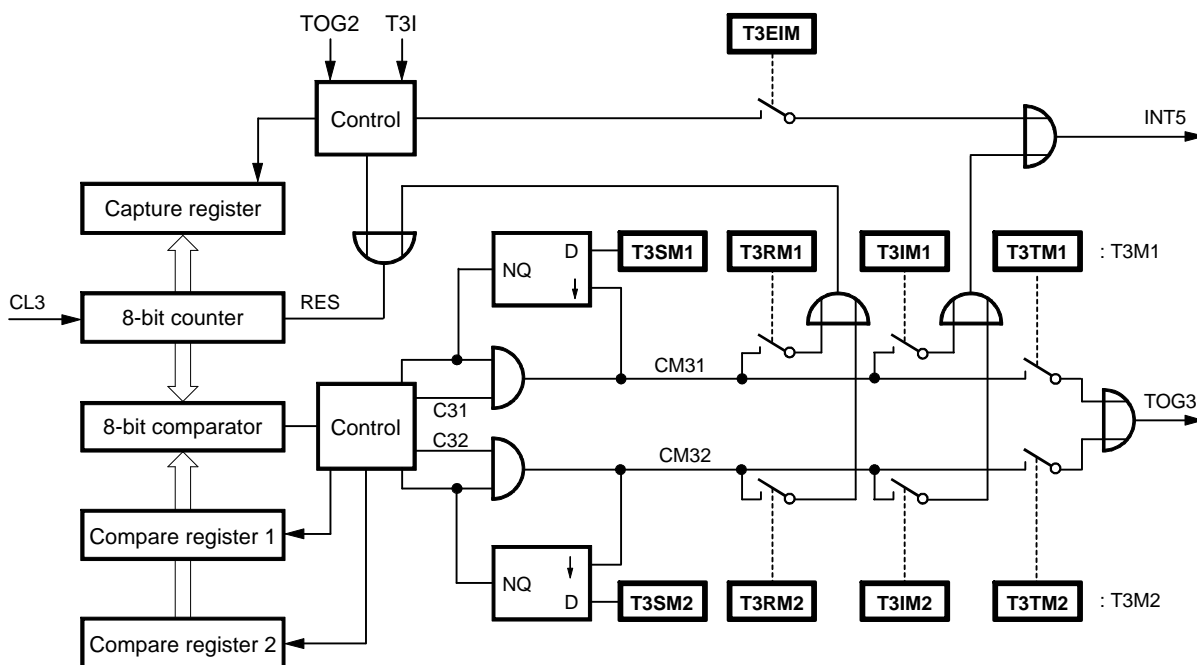 TOG2 T3I
T3EIM
Control
INT5
Capture register
D
NQ
T3SM1
T3RM1
T3IM1
T3TM1
: T3M1
CL3
8-bit counter
RES
CM31
C31
8-bit comparator
Control
TOG3
C32
CM32
Compare register 1
NQ
D
T3SM2
T3RM2
T3IM2
T3TM2
: T3M2
Compare register 2